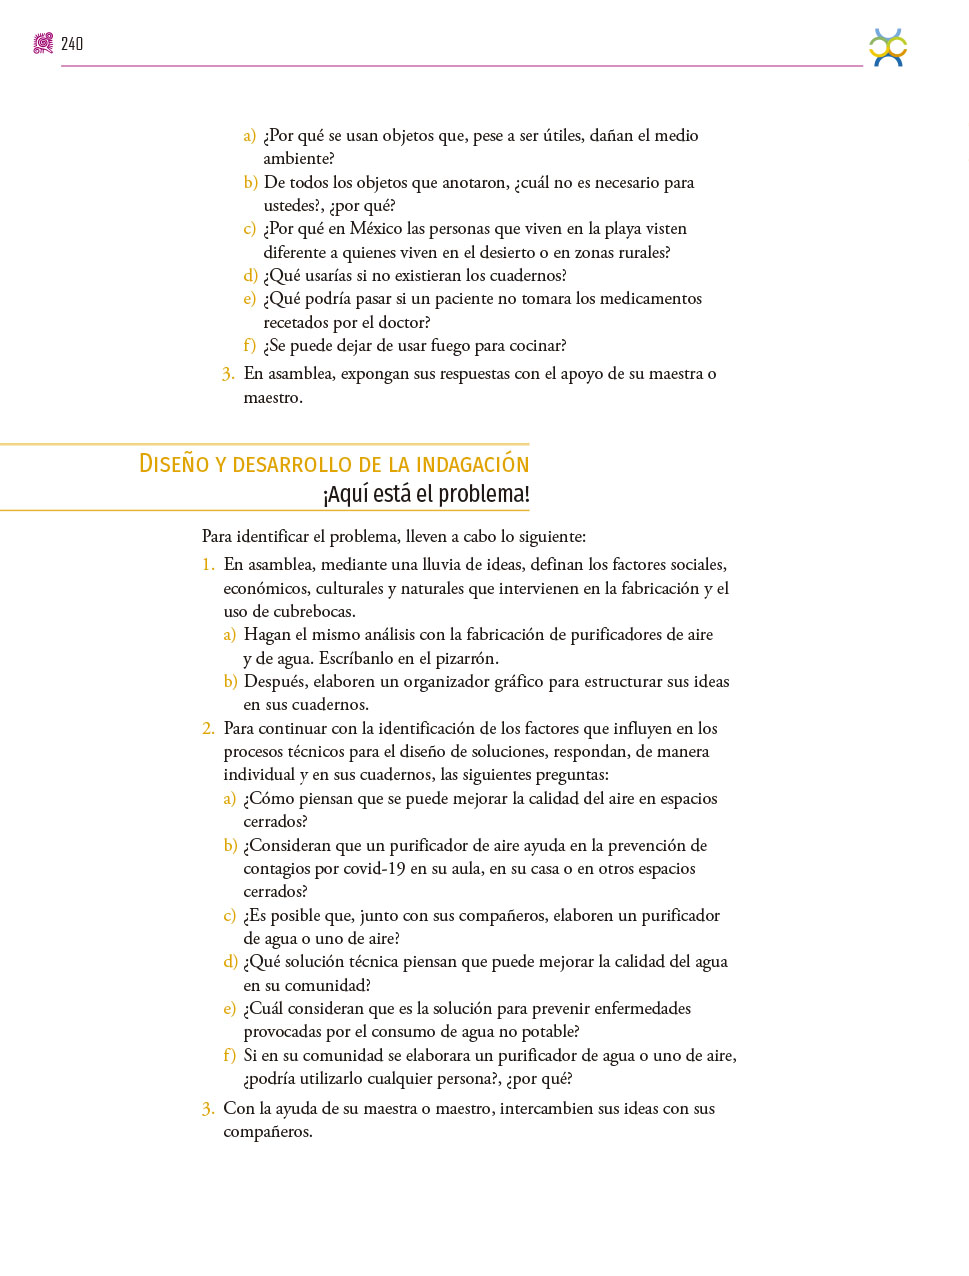 240
a) ¿Por qué se usan objetos que, pese a ser útiles, dañan el medio
ambiente?
b) De todos los objetos que anotaron, ¿cuál no es necesario para
ustedes?, ¿por qué?
c) ¿Por qué en México las personas que viven en la playa visten
diferente a quienes viven en el desierto o en zonas rurales?
d) ¿Qué usarías si no existieran los cuadernos?
e) ¿Qué podría pasar si un paciente no tomara los medicamentos
recetados por el doctor?
f) ¿Se puede dejar de usar fuego para cocinar?
3. En asamblea, expongan sus respuestas con el apoyo de su maestra o
maestro.
Diseño y desarrollo de la indagación
¡Aquí está el problema!
Para identificar el problema, lleven a cabo lo siguiente:
1. En asamblea, mediante una lluvia de ideas, definan los factores sociales,
económicos, culturales y naturales que intervienen en la fabricación y el
uso de cubrebocas.
a) Hagan el mismo análisis con la fabricación de purificadores de aire
y de agua. Escríbanlo en el pizarrón.
b) Después, elaboren un organizador gráfico para estructurar sus ideas
en sus cuadernos.
2. Para continuar con la identificación de los factores que influyen en los
procesos técnicos para el diseño de soluciones, respondan, de manera
individual y en sus cuadernos, las siguientes preguntas:
a) ¿Cómo piensan que se puede mejorar la calidad del aire en espacios
cerrados?
b) ¿Consideran que un purificador de aire ayuda en la prevención de
contagios por covid-19 en su aula, en su casa o en otros espacios
cerrados?
c) ¿Es posible que, junto con sus compañeros, elaboren un purificador
de agua o uno de aire?
d) ¿Qué solución técnica piensan que puede mejorar la calidad del agua
en su comunidad?
e) ¿Cuál consideran que es la solución para prevenir enfermedades
provocadas por el consumo de agua no potable?
f) Si en su comunidad se elaborara un purificador de agua o uno de aire,
¿podría utilizarlo cualquier persona?, ¿por qué?
3. Con la ayuda de su maestra o maestro, intercambien sus ideas con sus
compañeros.